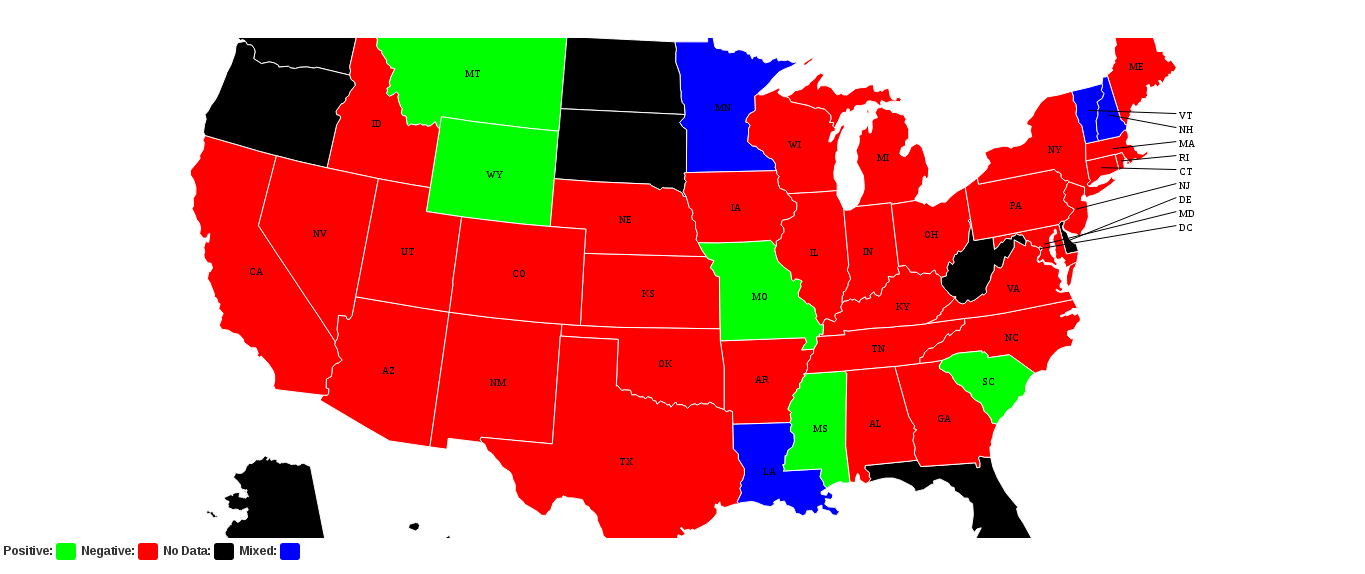 MT
ME
MN
VT
NH
ID
MA
WI
NY
MI
RI
CT
WY
NJ
DE
PA
IA
NE
MD
DC
NV
OH
UT
IL
IN
CA
CO
VA
KS
MO
KY
NC
TN
OK
AZ
AR
NM
SC
GA
AL
MS
TX
LA
Positive: Negative: No Data: Mixed: